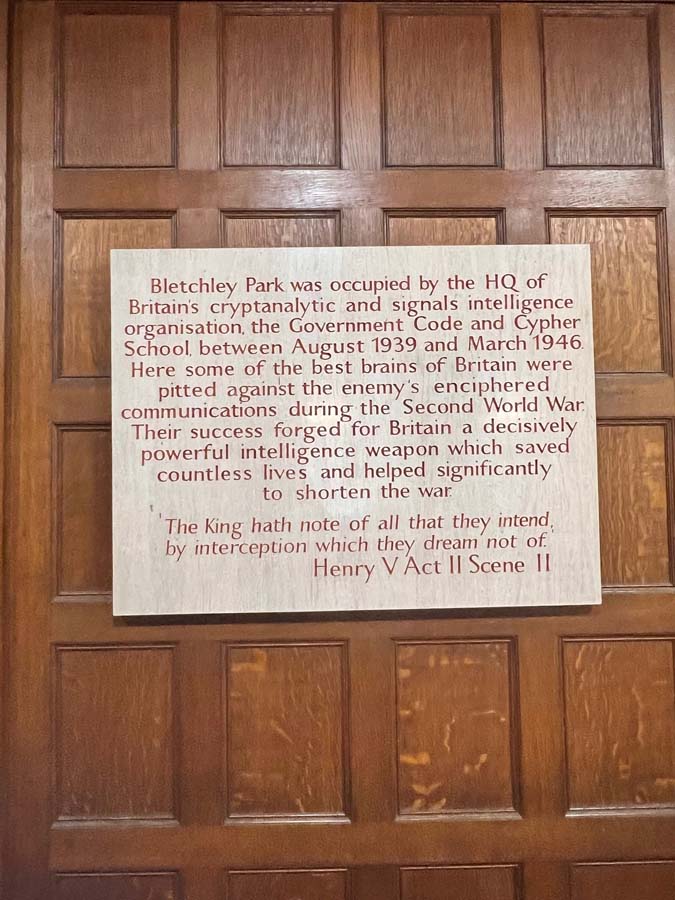 Bletchley Park was occupied by the HQ of
Britain's cryptanalytic and signals intelligence
organisation, the Government Code and Cypher
School, between August 1939 and March 1946.
Here some of the best brains of Britain were
pitted against the enemy's enciphered
communications during the Second World War.
Their success forged for Britain a decisively
powerful intelligence weapon which saved
countless lives and helped significantly
to shorten the war.
'The King hath note of all that they intend,
by interception which they dream not of.'
Henry V Act II Scene II